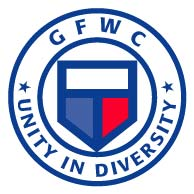 GFWC
★ UNITY IN DIVERSITY ★